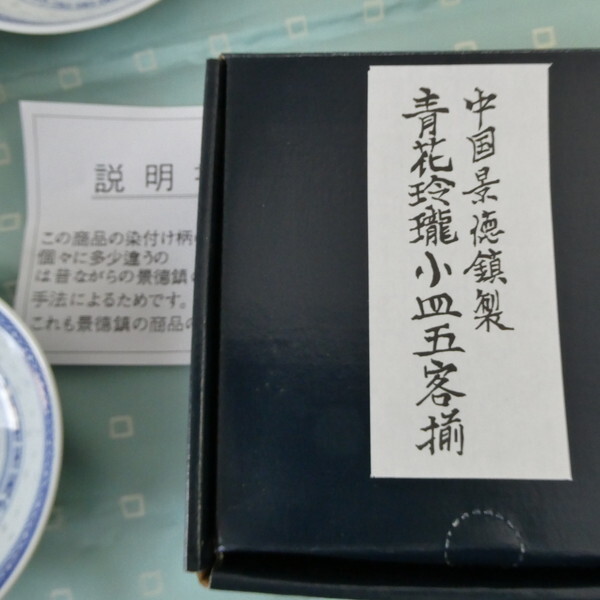 中国景徳鎮製
青花玲瓏小皿五客揃
説明
この商品の染付け柄
個々に多少違うの
は昔ながらの景徳鎮
手法によるためです。
これも景徳鎮の商品の